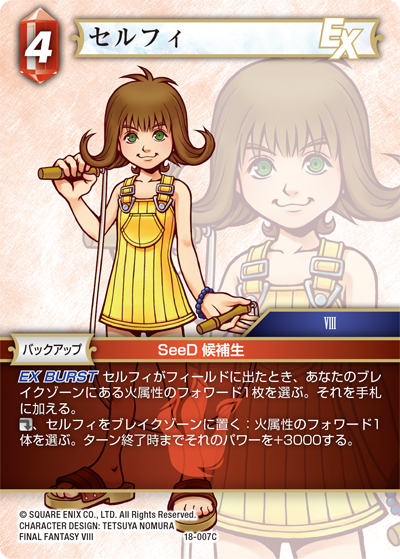 4 セルフィ EX
VIII
バックアップ SeeD 候補生
EX BURST セルフィがフィールドに出たとき、あなたのブレ
イクゾーンにある火属性のフォワード1枚を選ぶ。それを手札
に加える。
、セルフィをブレイクゾーンに置く：火属性のフォワード1
体を選ぶ。ターン終了時までそれのパワーを+3000する。
© SQUARE ENIX CO., LTD. All Rights Reserved.
CHARACTER DESIGN: TETSUYA NOMURA
FINAL FANTASY VIII 18-007C